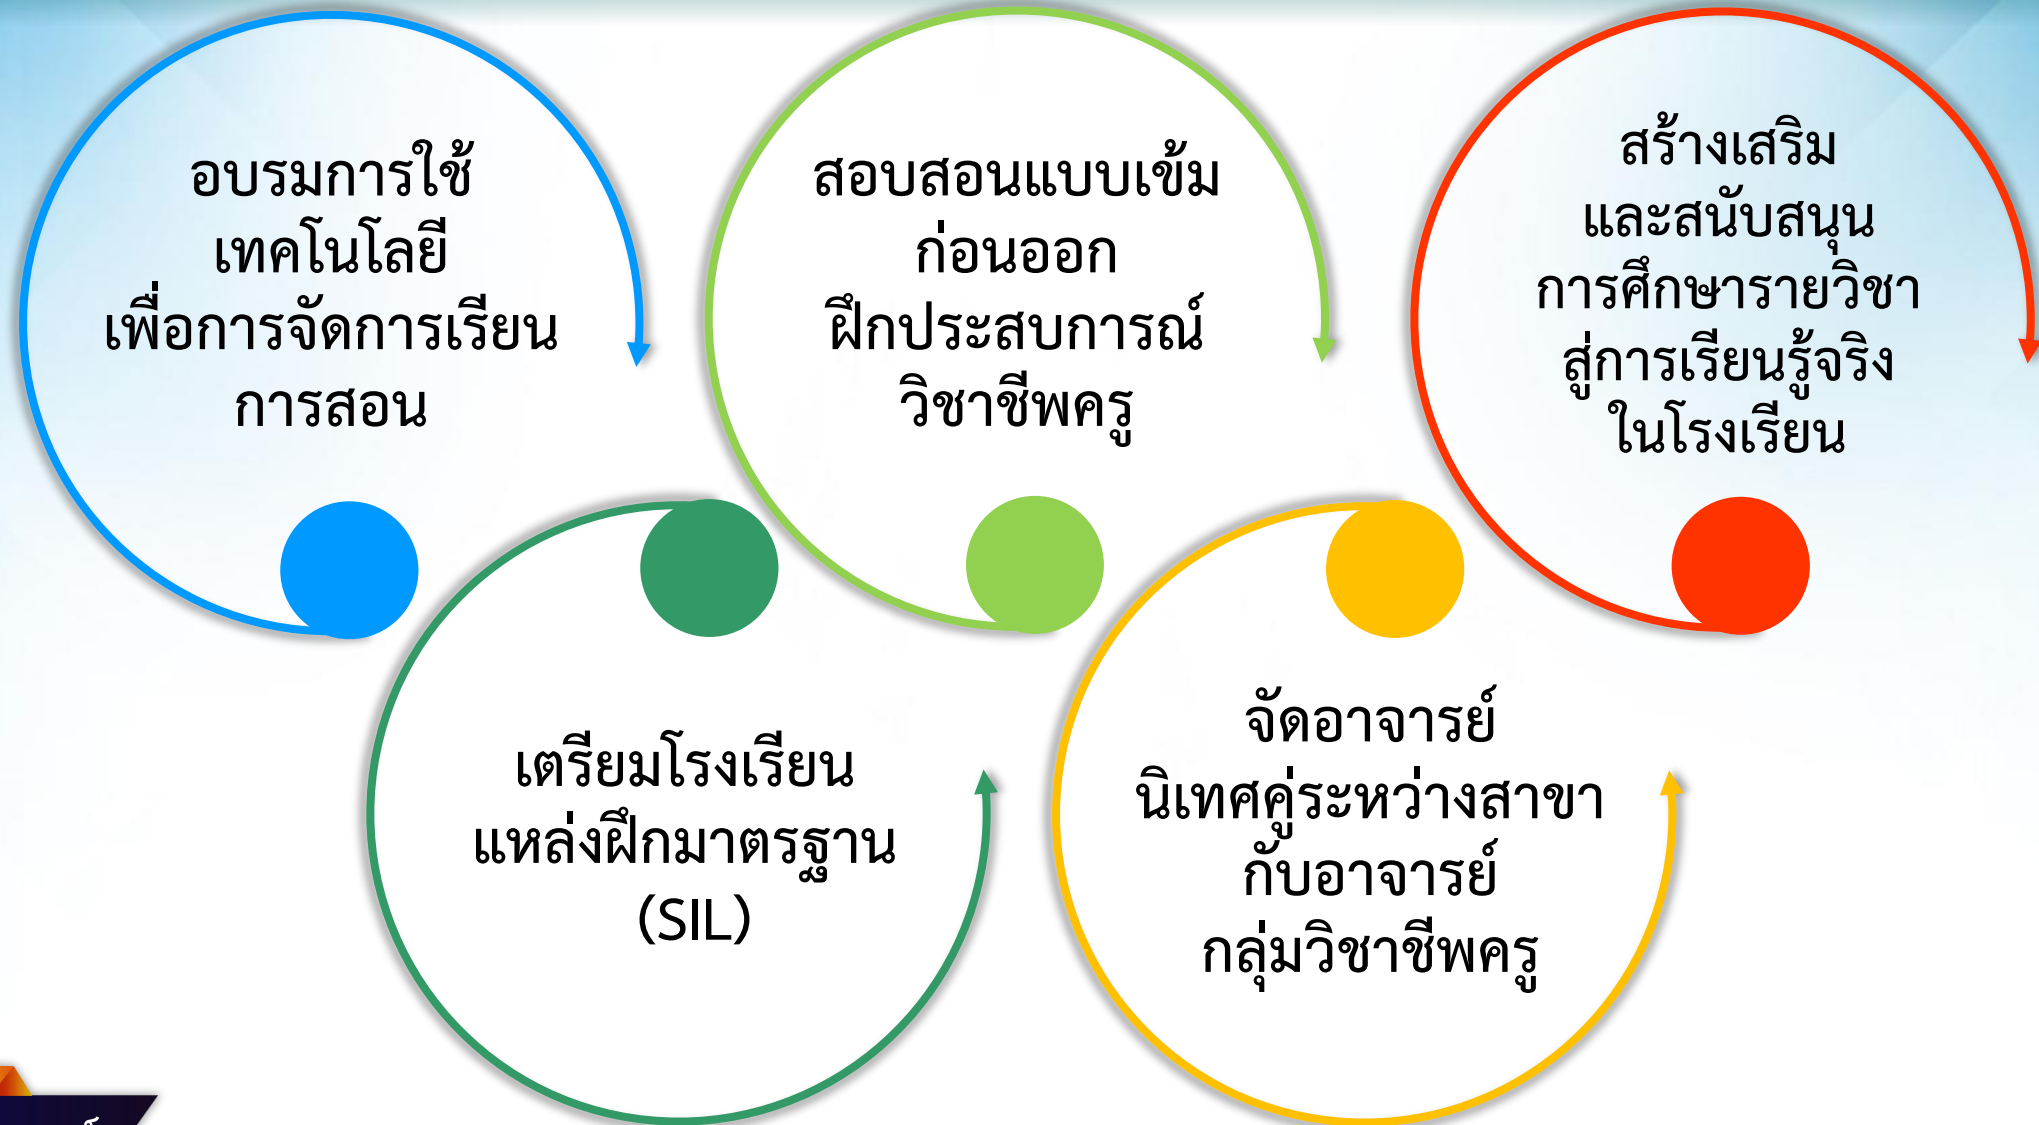 อบรมการใช้
เทคโนโลยี
เพื่อการจัดการเรียน
การสอน
เตรียมโรงเรียน
แหล่งฝึกมาตรฐาน
(SIL)
สอบสอนแบบเข้ม
ก่อนออก
ฝึกประสบการณ์
วิชาชีพครู
จัดอาจารย์
นิเทศคู่ระหว่างสาขา
กับอาจารย์
กลุ่มวิชาชีพครู
สร้างเสริม
และสนับสนุน
การศึกษารายวิชา
สู่การเรียนรู้จริง
ในโรงเรียน